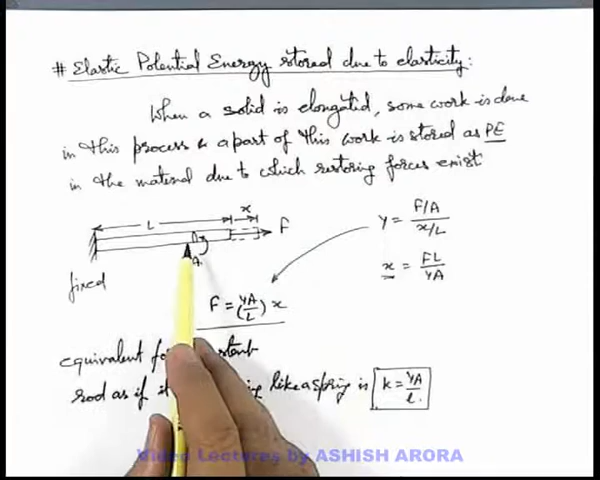 # Elastic Potential Energy stored due to elasticity:
When a solid is elongated, some work is done
in this process & a part of this work is stored as PE
in the material due to which restoring forces exist
L x F
A
fixed
Y = F/A / x/L
x = FL / YA
F = (YA/L) x
equivalent
rod as if it like a spring is k = YA / L
Video Lectures by ASHISH ARORA